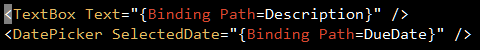 <TextBox Text="{Binding Path=Description}" />
<DatePicker SelectedDate="{Binding Path=DueDate}" />